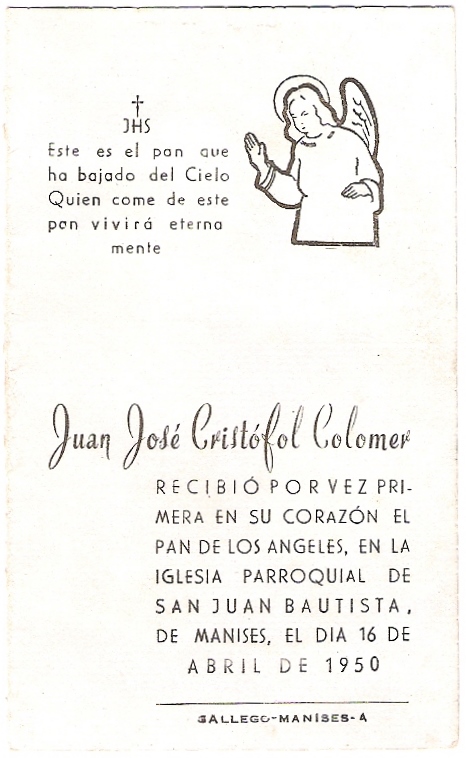 JHS
Este es el pan que
ha bajado del Cielo
Quien come de este
pan vivirá eterna
mente
Juan José Cristófol Colomer
RECIBIÓ POR VEZ PRI-
MERA EN SU CORAZÓN EL
PAN DE LOS ANGELES, EN LA
IGLESIA PARROQUIAL DE
SAN JUAN BAUTISTA,
DE MANISES, EL DIA 16 DE
ABRIL DE 1950
GALLEGO-MANISES-A